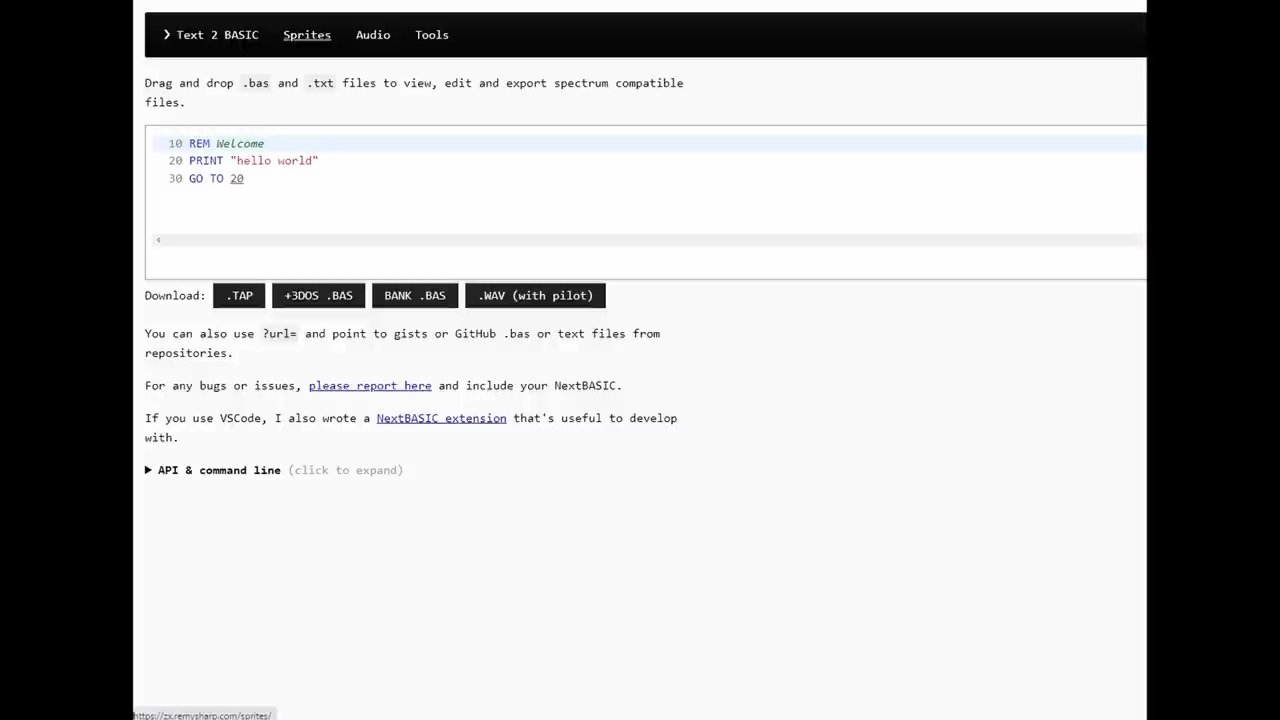 ❯ Text 2 BASIC Sprites Audio Tools
Drag and drop .bas and .txt files to view, edit and export spectrum compatible
files.
10 REM Welcome
20 PRINT "hello world"
30 GO TO 20
Download: .TAP +3DOS .BAS BANK .BAS .WAV (with pilot)
You can also use ?url= and point to gists or GitHub .bas or text files from
repositories.
For any bugs or issues, please report here and include your NextBASIC.
If you use VSCode, I also wrote a NextBASIC extension that's useful to develop
with.
▶ API & command line (click to expand)
https://zx.remysharp.com/sprites/